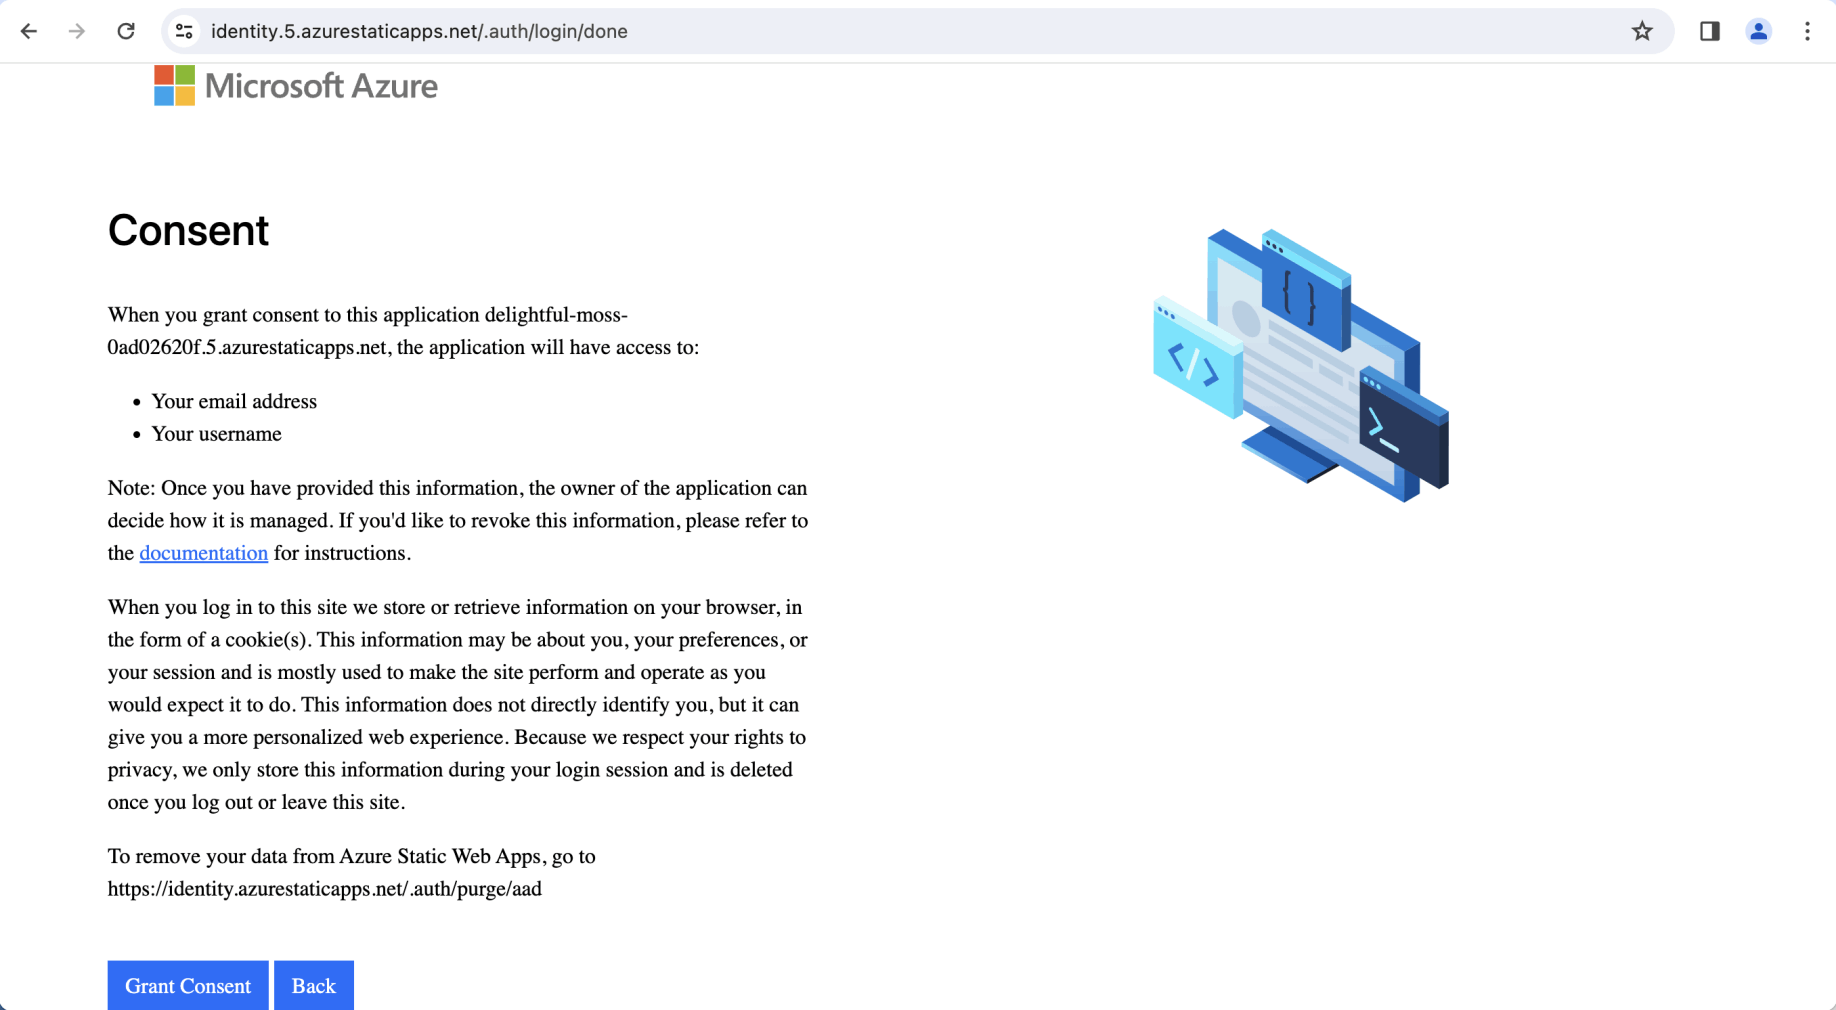 identity.5.azurestaticapps.net/.auth/login/done
Microsoft Azure
Consent
When you grant consent to this application delightful-moss-
0ad02620f.5.azurestaticapps.net, the application will have access to:
• Your email address
• Your username
Note: Once you have provided this information, the owner of the application can
decide how it is managed. If you'd like to revoke this information, please refer to
the documentation for instructions.
When you log in to this site we store or retrieve information on your browser, in
the form of a cookie(s). This information may be about you, your preferences, or
your session and is mostly used to make the site perform and operate as you
would expect it to do. This information does not directly identify you, but it can
give you a more personalized web experience. Because we respect your rights to
privacy, we only store this information during your login session and is deleted
once you log out or leave this site.
To remove your data from Azure Static Web Apps, go to
https://identity.azurestaticapps.net/.auth/purge/aad
Grant Consent
Back
{ }
</>
>_